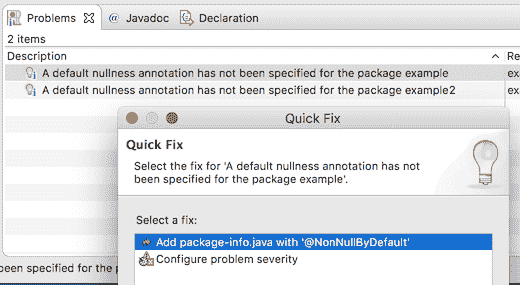 Problems
Javadoc
Declaration
2 items
Description
Re
A default nullness annotation has not been specified for the package example
ex
A default nullness annotation has not been specified for the package example2
ex
Quick Fix
Quick Fix
Select the fix for 'A default nullness annotation has
not been specified for the package example'.
Select a fix:
Add package-info.java with '@NonNullByDefault'
Configure problem severity
been specified for the p